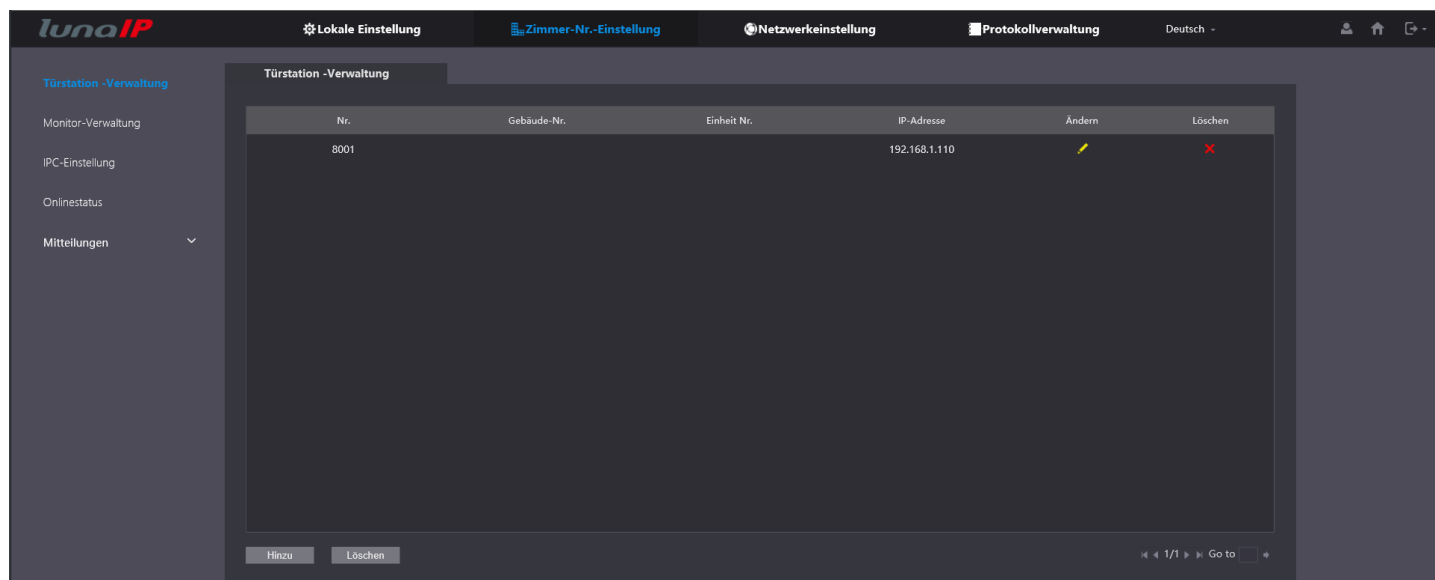 lunaIP
Lokale Einstellung Zimmer-Nr.-Einstellung Netzwerkeinstellung Protokollverwaltung Deutsch
Türstation -Verwaltung
Monitor-Verwaltung
IPC-Einstellung
Onlinestatus
Mitteilungen
Türstation -Verwaltung
Nr. Gebäude-Nr. Einheit Nr. IP-Adresse Ändern Löschen
8001 192.168.1.110
Hinzu Löschen 1/1 Go to